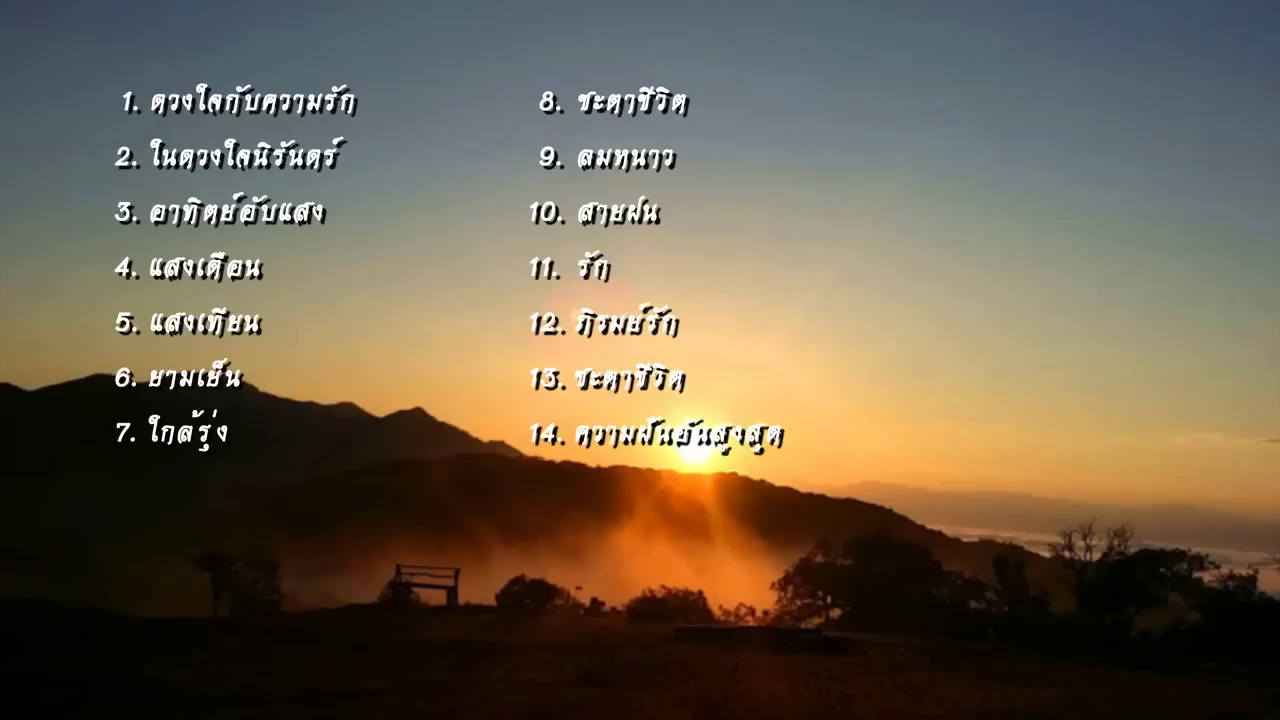 1. ดวงใจกับความรัก
2. ในดวงใจนิรันดร์
3. อาทิตย์อับแสง
4. แสงเดือน
5. แสงเทียน
6. ยามเย็น
7. ใกล้รุ่ง
8. ชะตาชีวิต
9. ลมหนาว
10. สายฝน
11. รัก
12. ภิรมย์รัก
13. ชะตาชีวิต
14. ความฝันอันสูงสุด